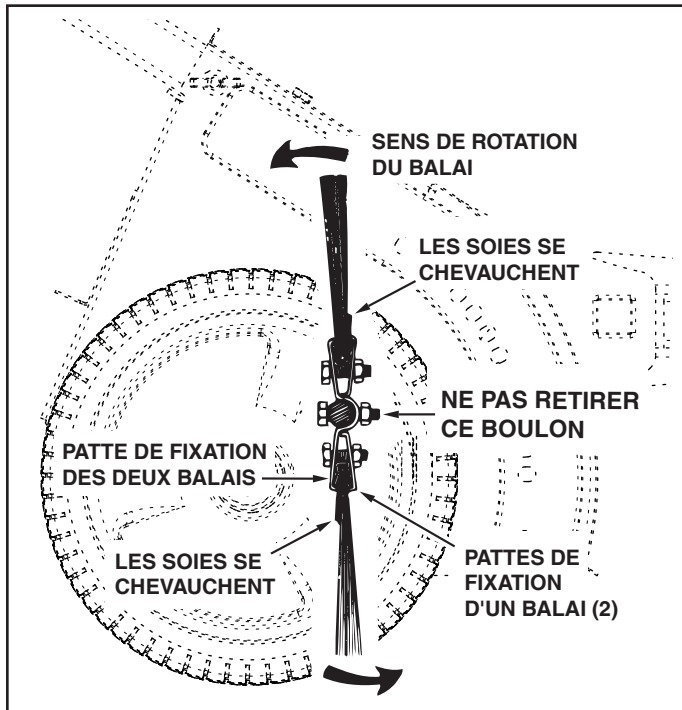 SENS DE ROTATION
DU BALAI
LES SOIES SE
CHEVAUCHENT
NE PAS RETIRER
CE BOULON
PATTE DE FIXATION
DES DEUX BALAIS
LES SOIES SE
CHEVAUCHENT
PATTES DE
FIXATION
D'UN BALAI (2)